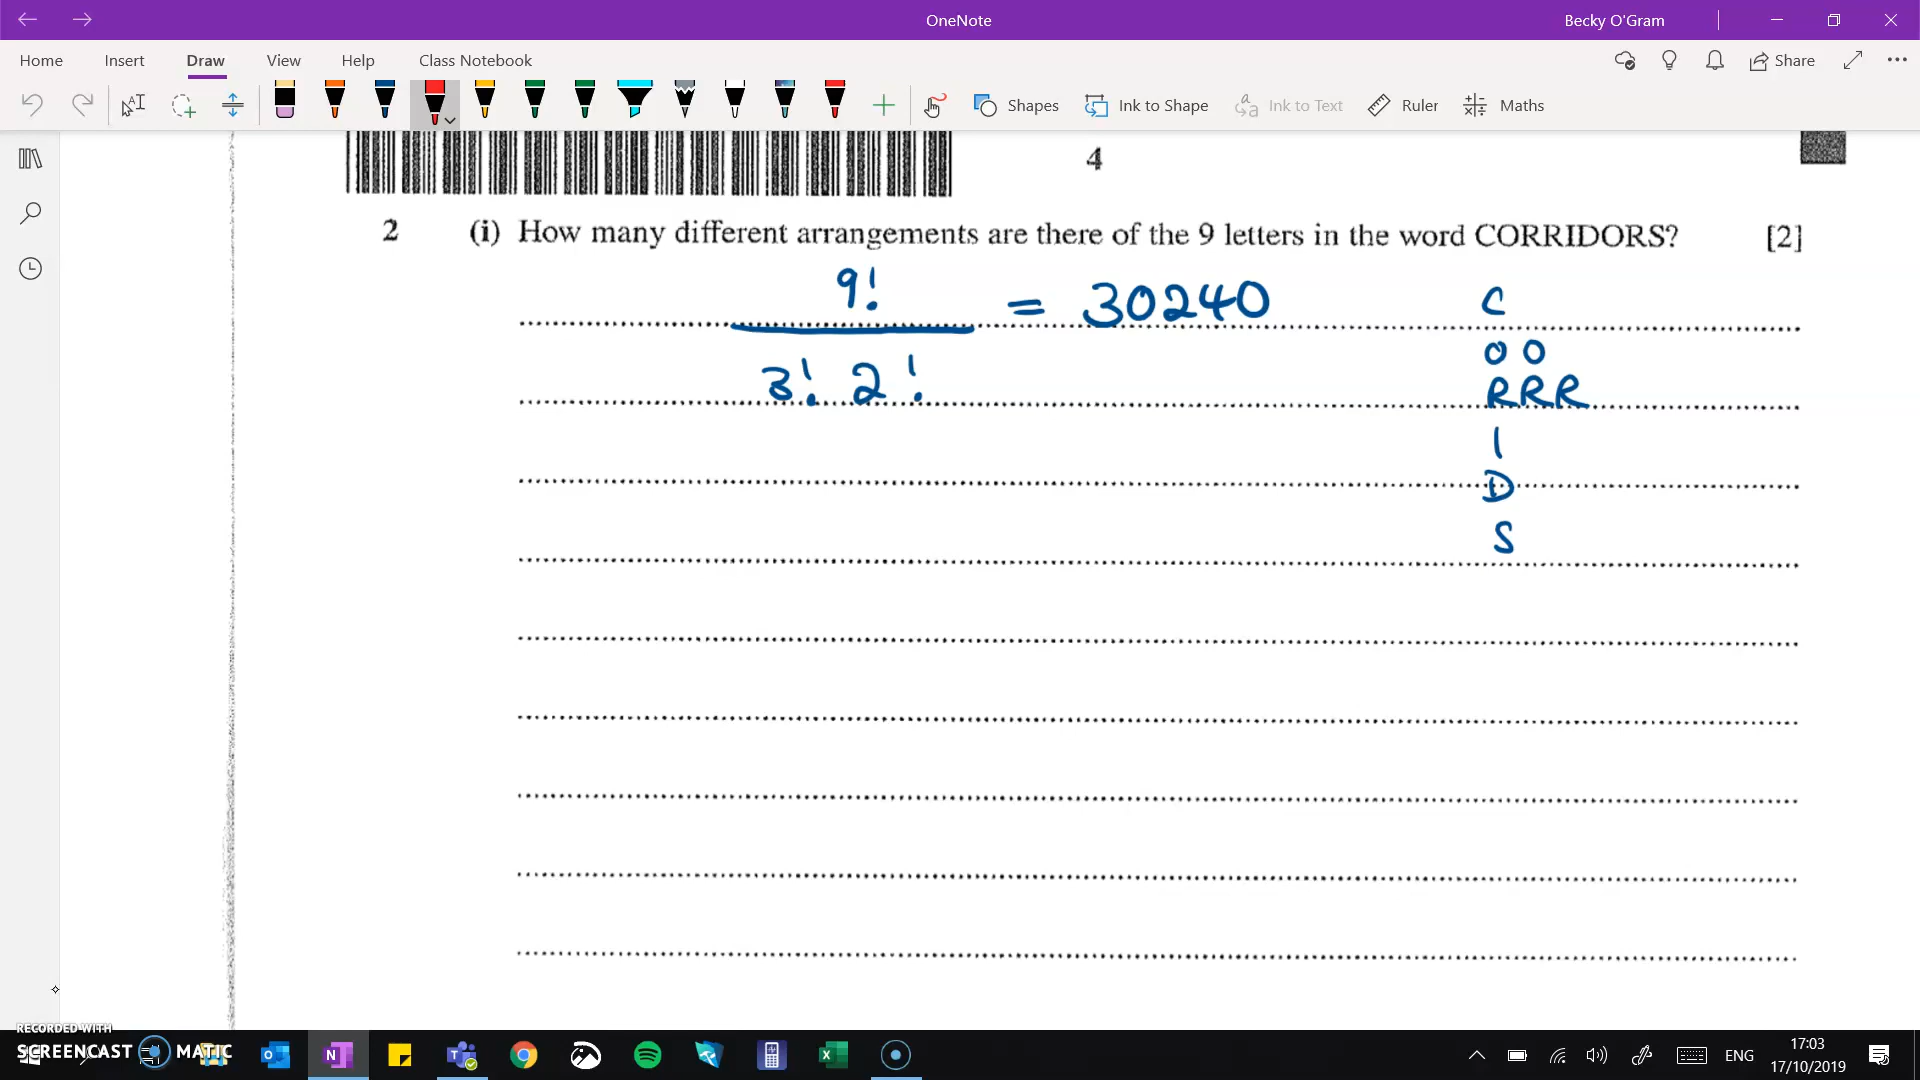 OneNote
Becky O'Gram
Home Insert Draw View Help Class Notebook
Share
Shapes Ink to Shape Ink to Text Ruler Maths
4
2 (i) How many different arrangements are there of the 9 letters in the word CORRIDORS? [2]
9!
= 30240
3! 2!
C
O O
R R R
I
D
S
RECORDED WITH
SCREENCAST MATIC
ENG
17:03
17/10/2019